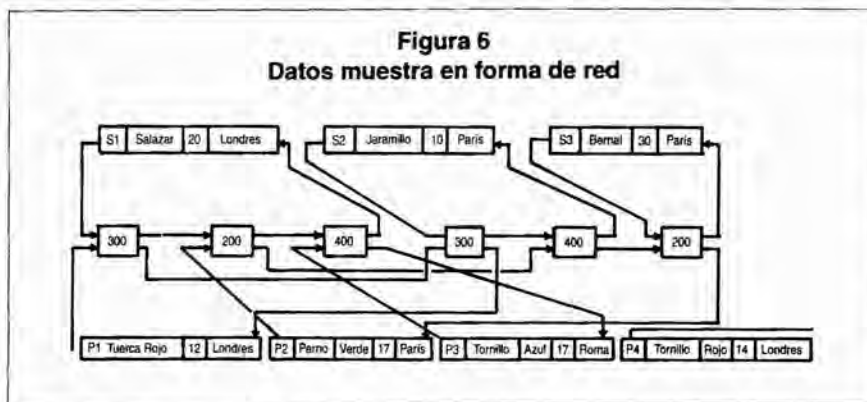 Figura 6
Datos muestra en forma de red
S1 Salazar 20 Londres
S2 Jaramillo 10 París
S3 Bernal 30 París
300 200 400 300 400 200
P1 Tuerca Rojo 12 Londres
P2 Perno Verde 17 París
P3 Tornillo Azul 17 Roma
P4 Tornillo Rojo 14 Londres